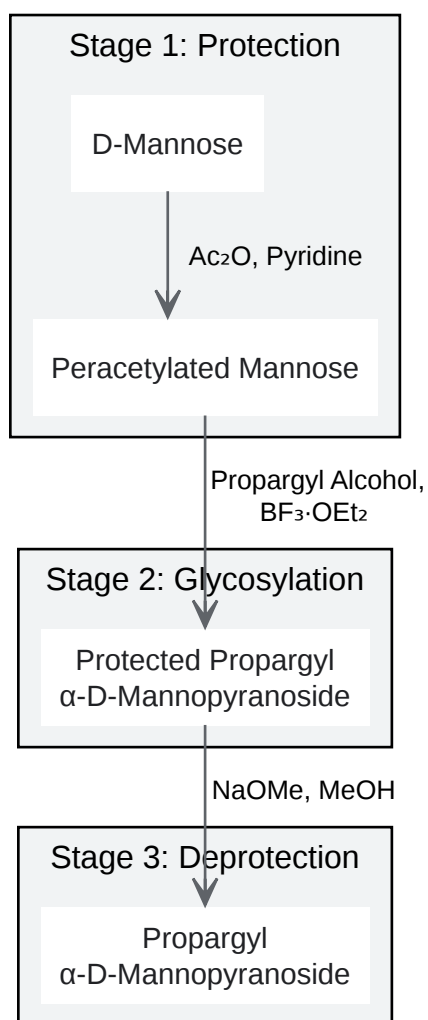 Stage 1: Protection
D-Mannose
Ac₂O, Pyridine
Peracetylated Mannose
Propargyl Alcohol,
BF₃·OEt₂
Stage 2: Glycosylation
Protected Propargyl
α-D-Mannopyranoside
NaOMe, MeOH
Stage 3: Deprotection
Propargyl
α-D-Mannopyranoside